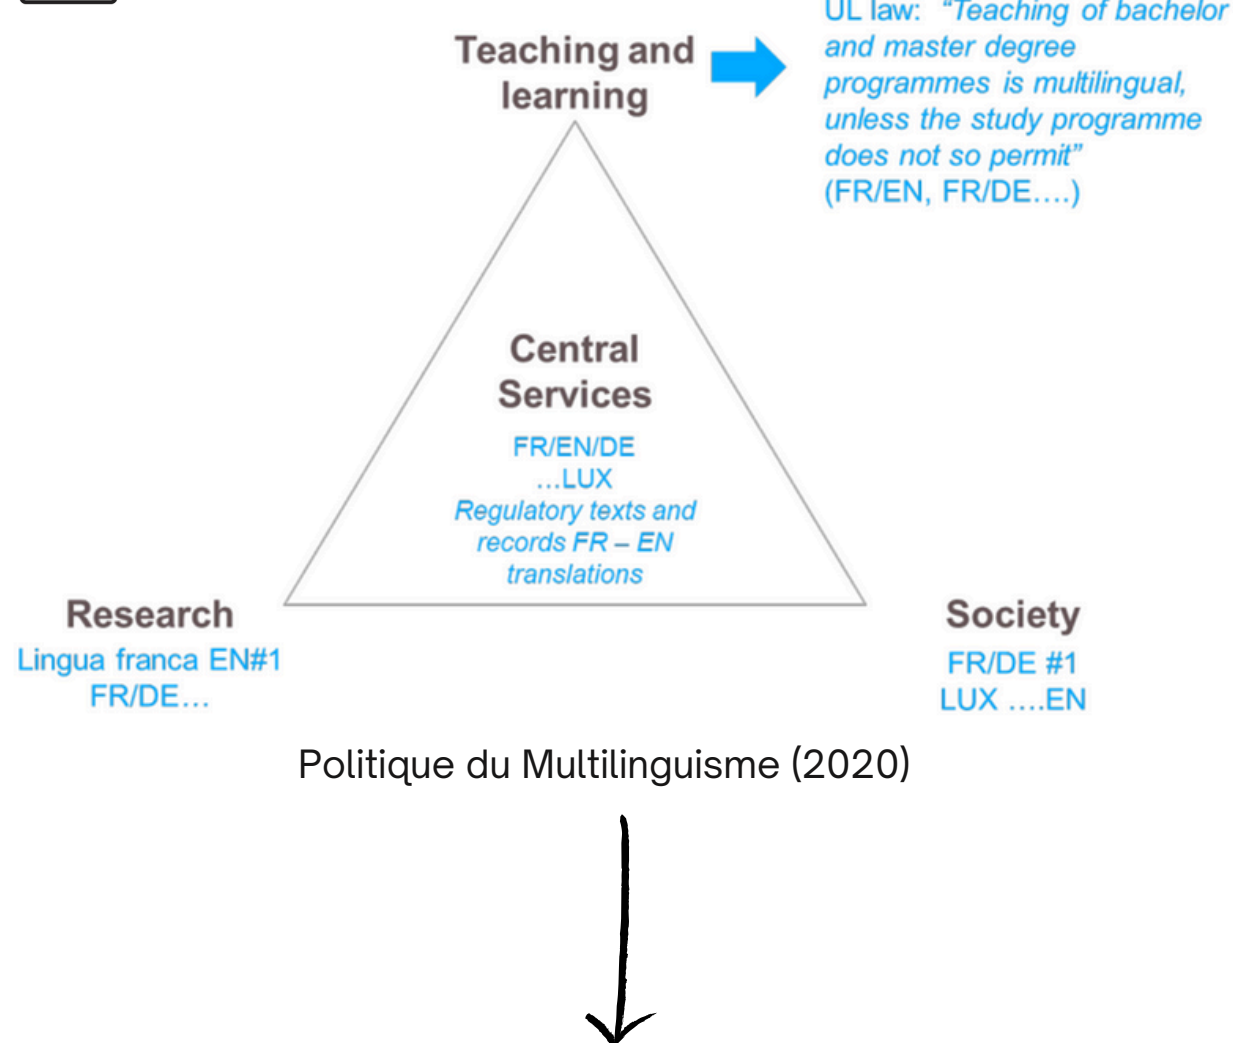 Teaching and
learning
UL law: “Teaching of bachelor
and master degree
programmes is multilingual,
unless the study programme
does not so permit”
(FR/EN, FR/DE....)
Central
Services
FR/EN/DE
...LUX
Regulatory texts and
records FR – EN
translations
Research
Lingua franca EN#1
FR/DE...
Society
FR/DE #1
LUX ....EN
Politique du Multilinguisme (2020)